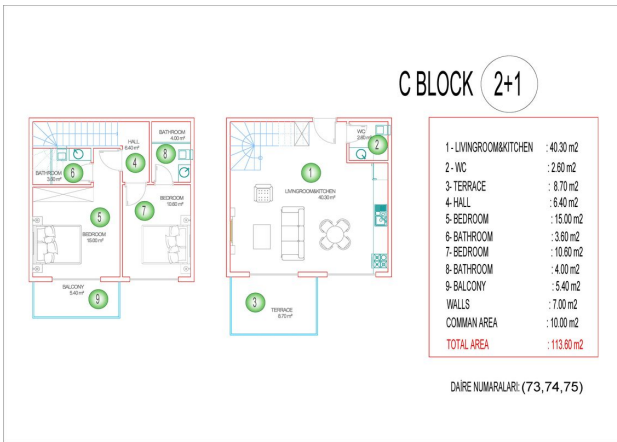 C BLOCK 2+1
BATHROOM
4.00 m²
HALL
6.40 m²
4
8
BATHROOM
3.60 m²
6
BEDROOM
10.60 m²
7
5
BEDROOM
BALCONY
5.40 m²
9
WC
2.60 m²
2
1
LIVINGROOM&KITCHEN
40.30 m²
3
TERRACE
8.70 m²
1 - LIVINGROOM&KITCHEN : 40.30 m2
2 - WC : 2.60 m2
3- TERRACE : 8.70 m2
4- HALL : 6.40 m2
5- BEDROOM : 15.00 m2
6- BATHROOM : 3.60 m2
7- BEDROOM : 10.60 m2
8- BATHROOM : 4.00 m2
9- BALCONY : 5.40 m2
WALLS : 7.00 m2
COMMAN AREA : 10.00 m2
TOTAL AREA : 113.60 m2
DAİRE NUMARALARI: (73,74,75)